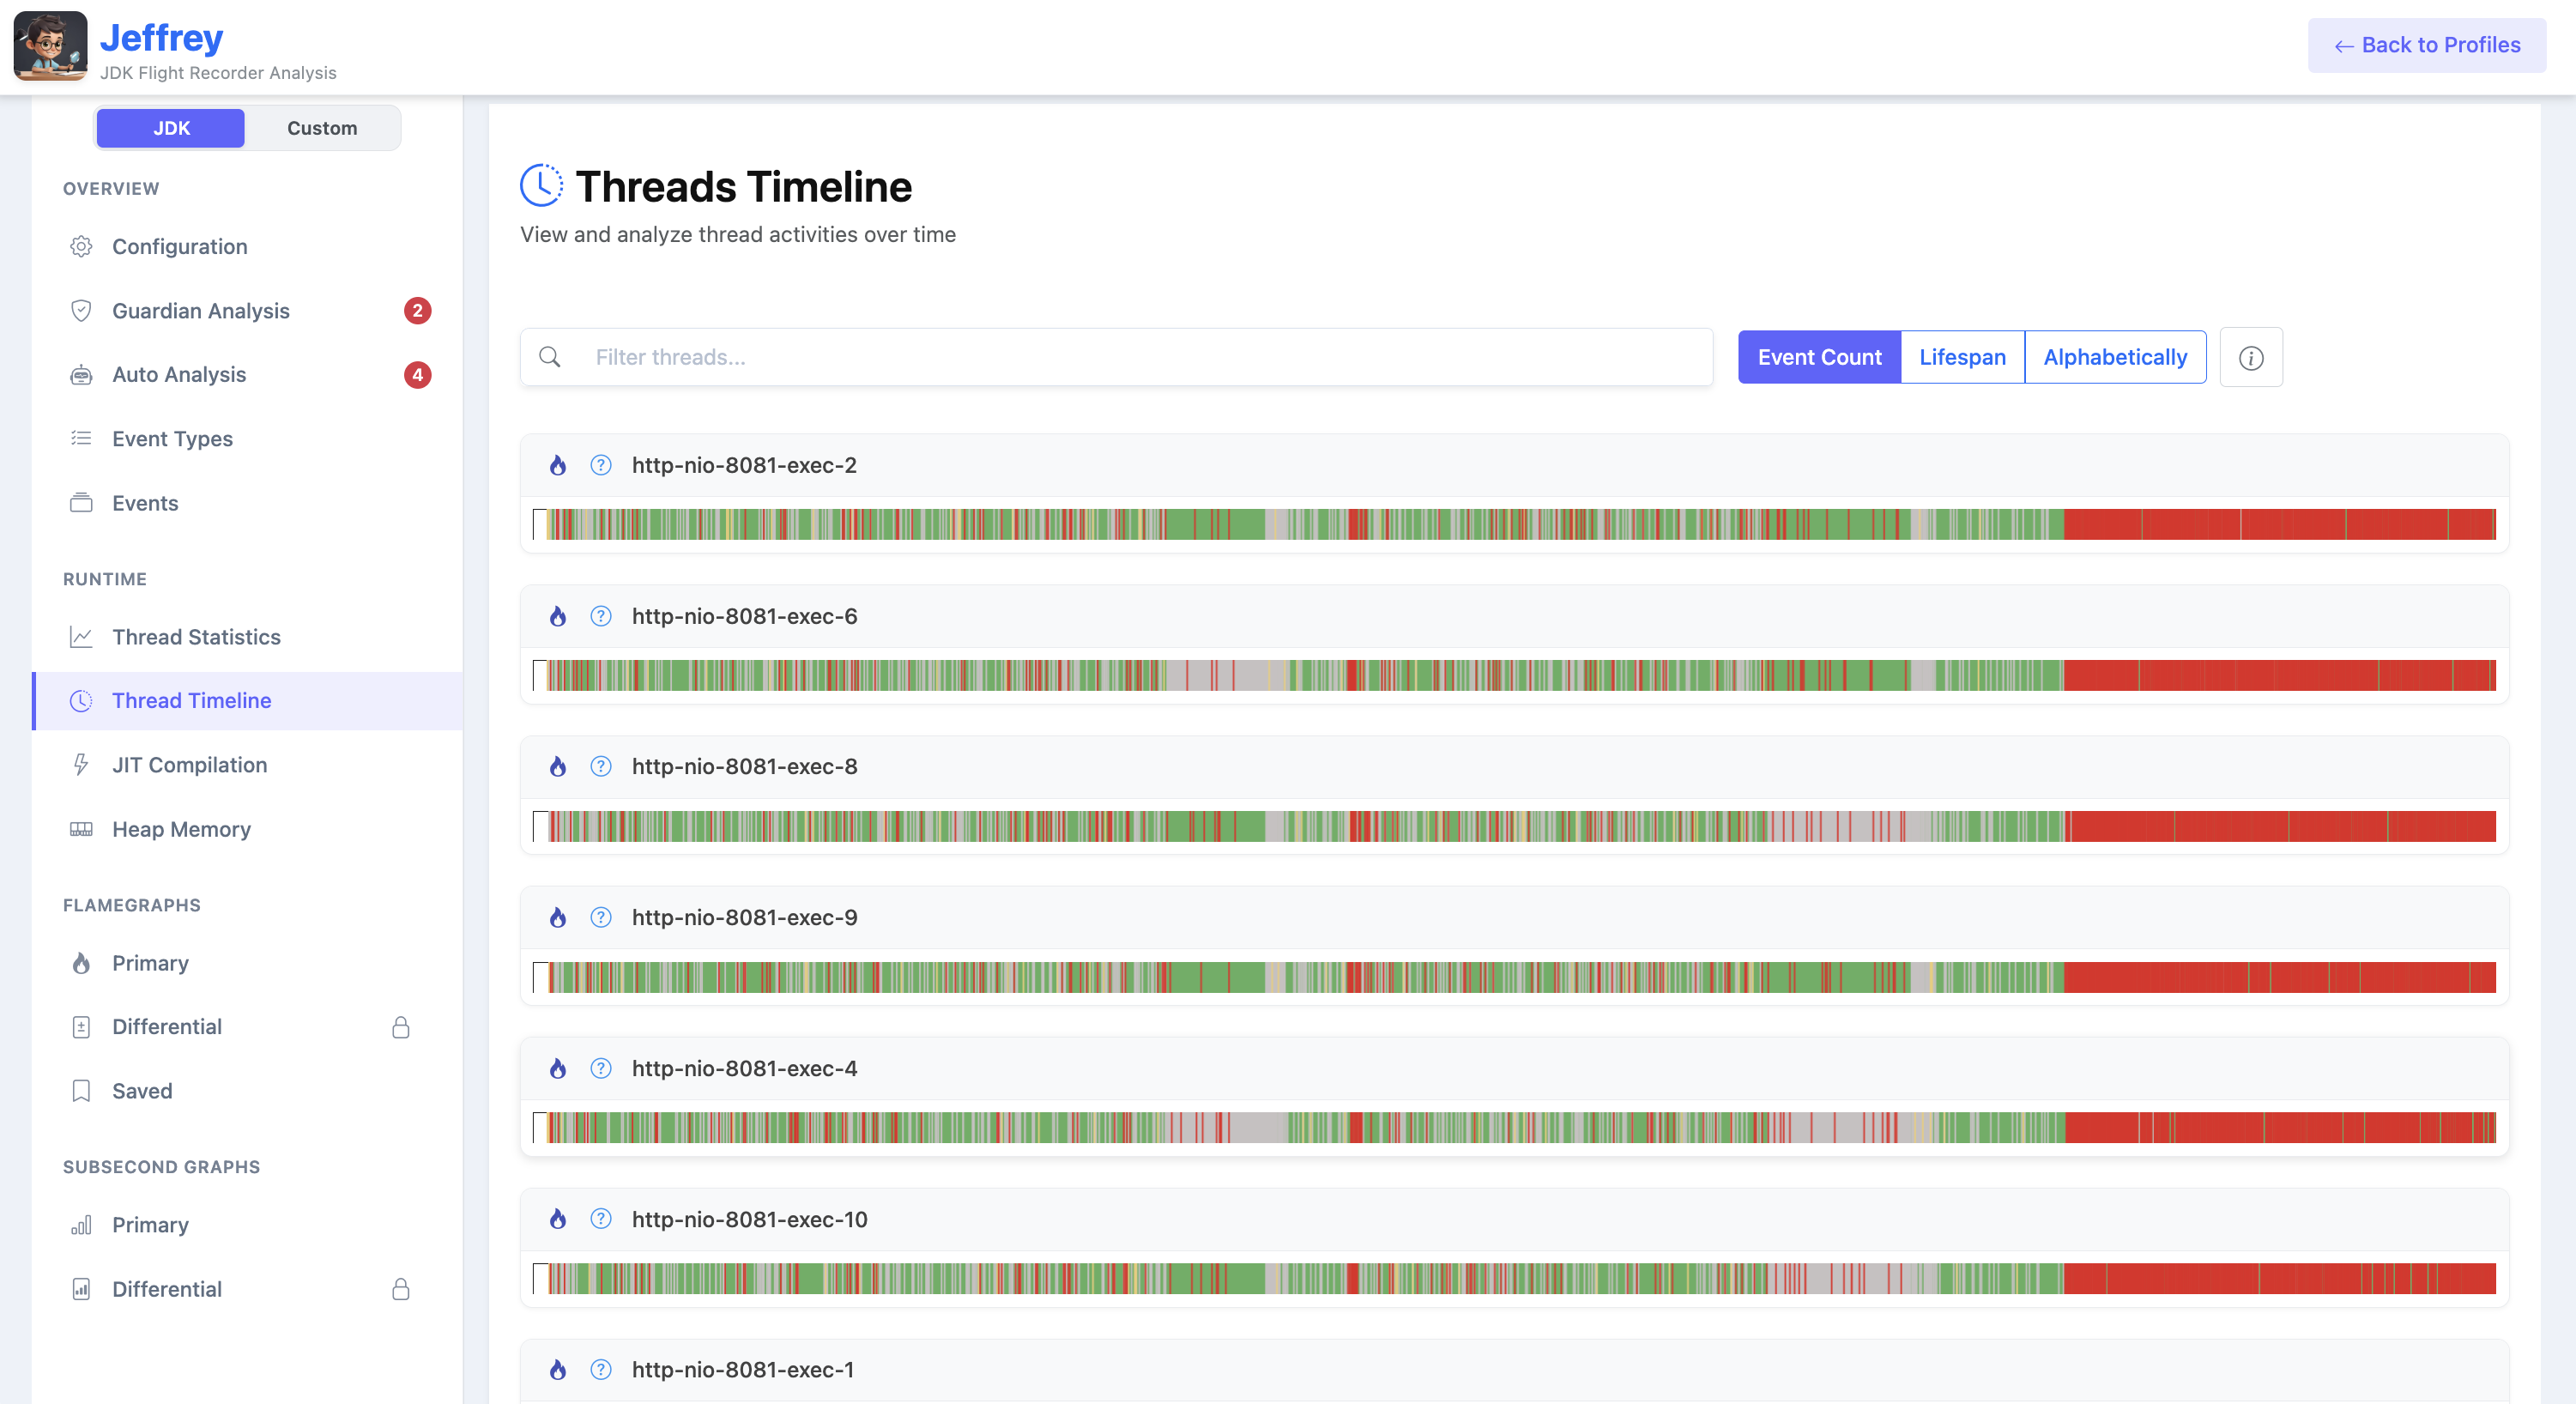 Jeffrey
JDK Flight Recorder Analysis
← Back to Profiles
JDK
Custom
OVERVIEW
Configuration
Guardian Analysis
2
Auto Analysis
4
Event Types
Events
RUNTIME
Thread Statistics
Thread Timeline
JIT Compilation
Heap Memory
FLAMEGRAPHS
Primary
Differential
Saved
SUBSECOND GRAPHS
Primary
Differential
Threads Timeline
View and analyze thread activities over time
Filter threads...
Event Count
Lifespan
Alphabetically
http-nio-8081-exec-2
http-nio-8081-exec-6
http-nio-8081-exec-8
http-nio-8081-exec-9
http-nio-8081-exec-4
http-nio-8081-exec-10
http-nio-8081-exec-1